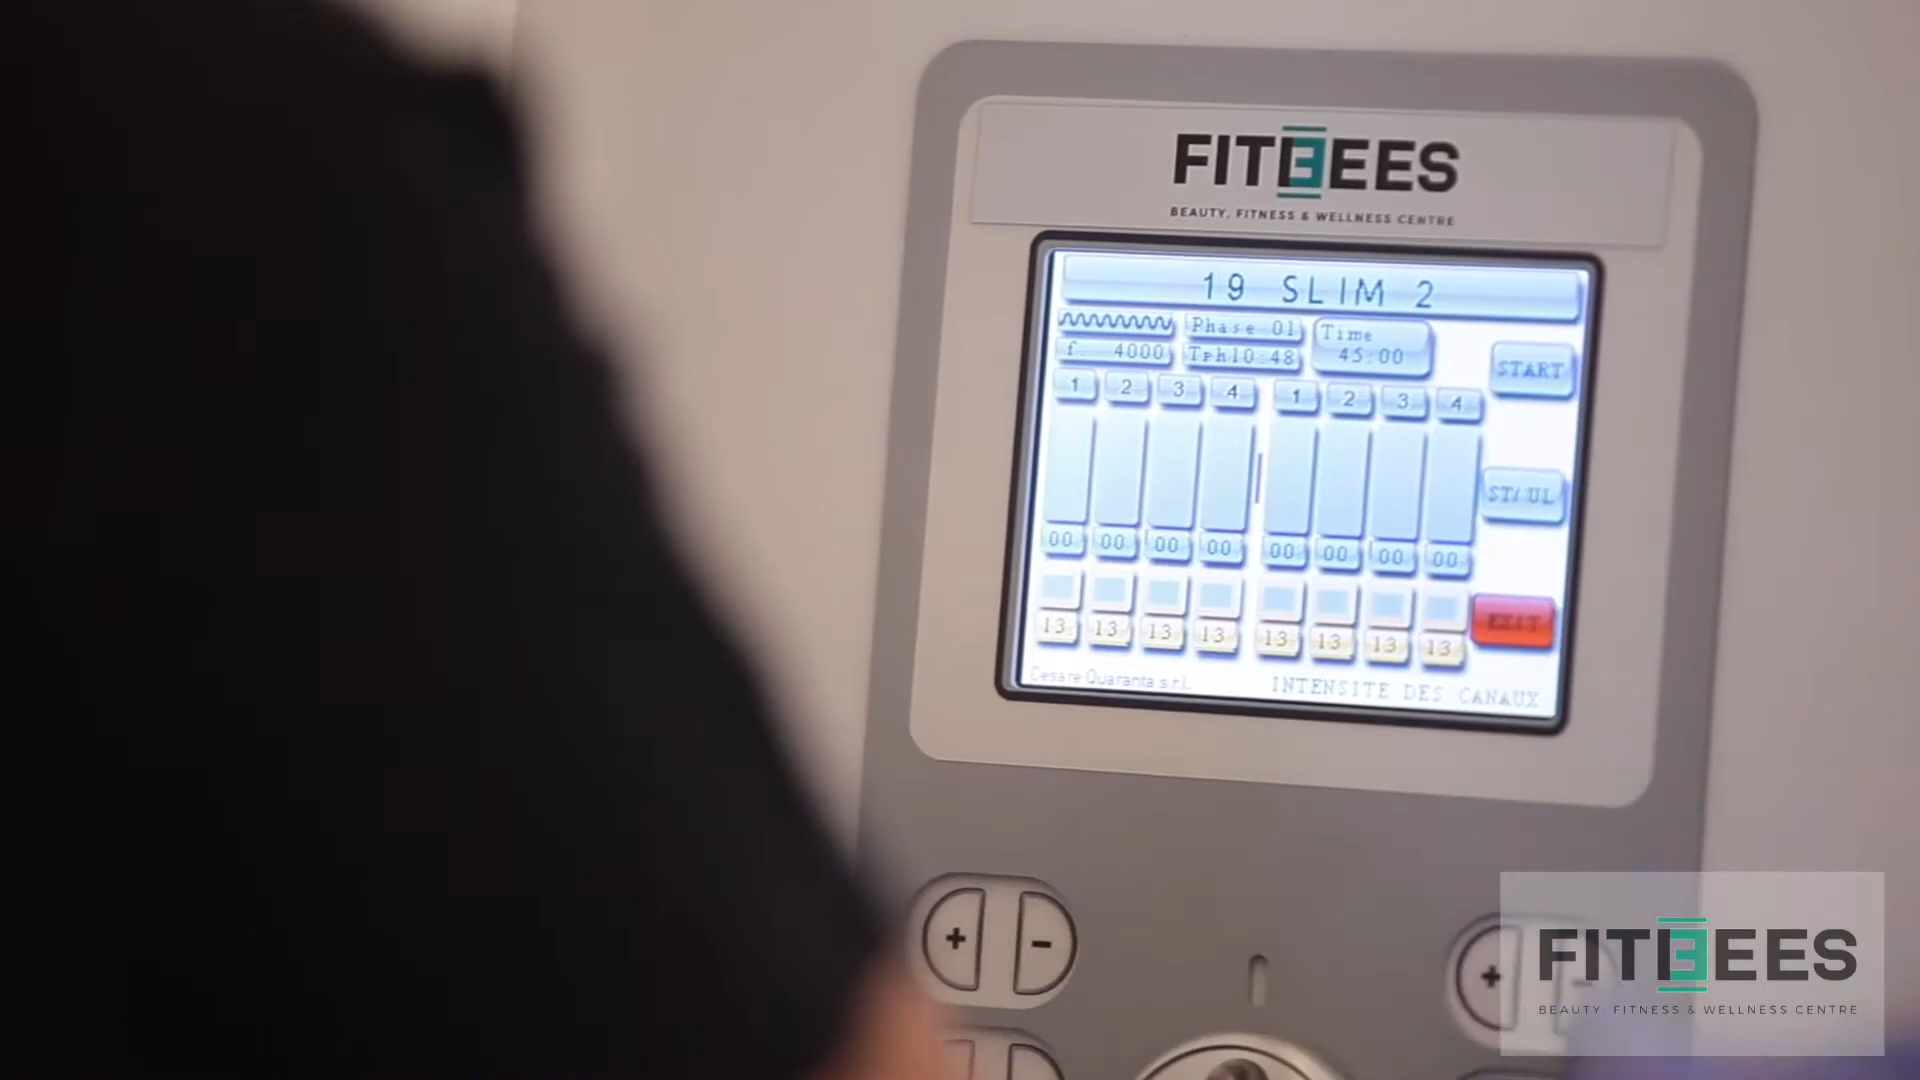 FITBEES
BEAUTY, FITNESS & WELLNESS CENTRE
19 SLIM 2
Phase 01
Time
f 4000
Tph10:48
45:00
START
1 2 3 4 1 2 3 4
ST/UL
00 00 00 00 00 00 00 00
EXIT
13 13 13 13 13 13 13 13
Cesare Quaranta s.r.l.
INTENSITE DES CANAUX
+ -
+ -
FITBEES
BEAUTY, FITNESS & WELLNESS CENTRE